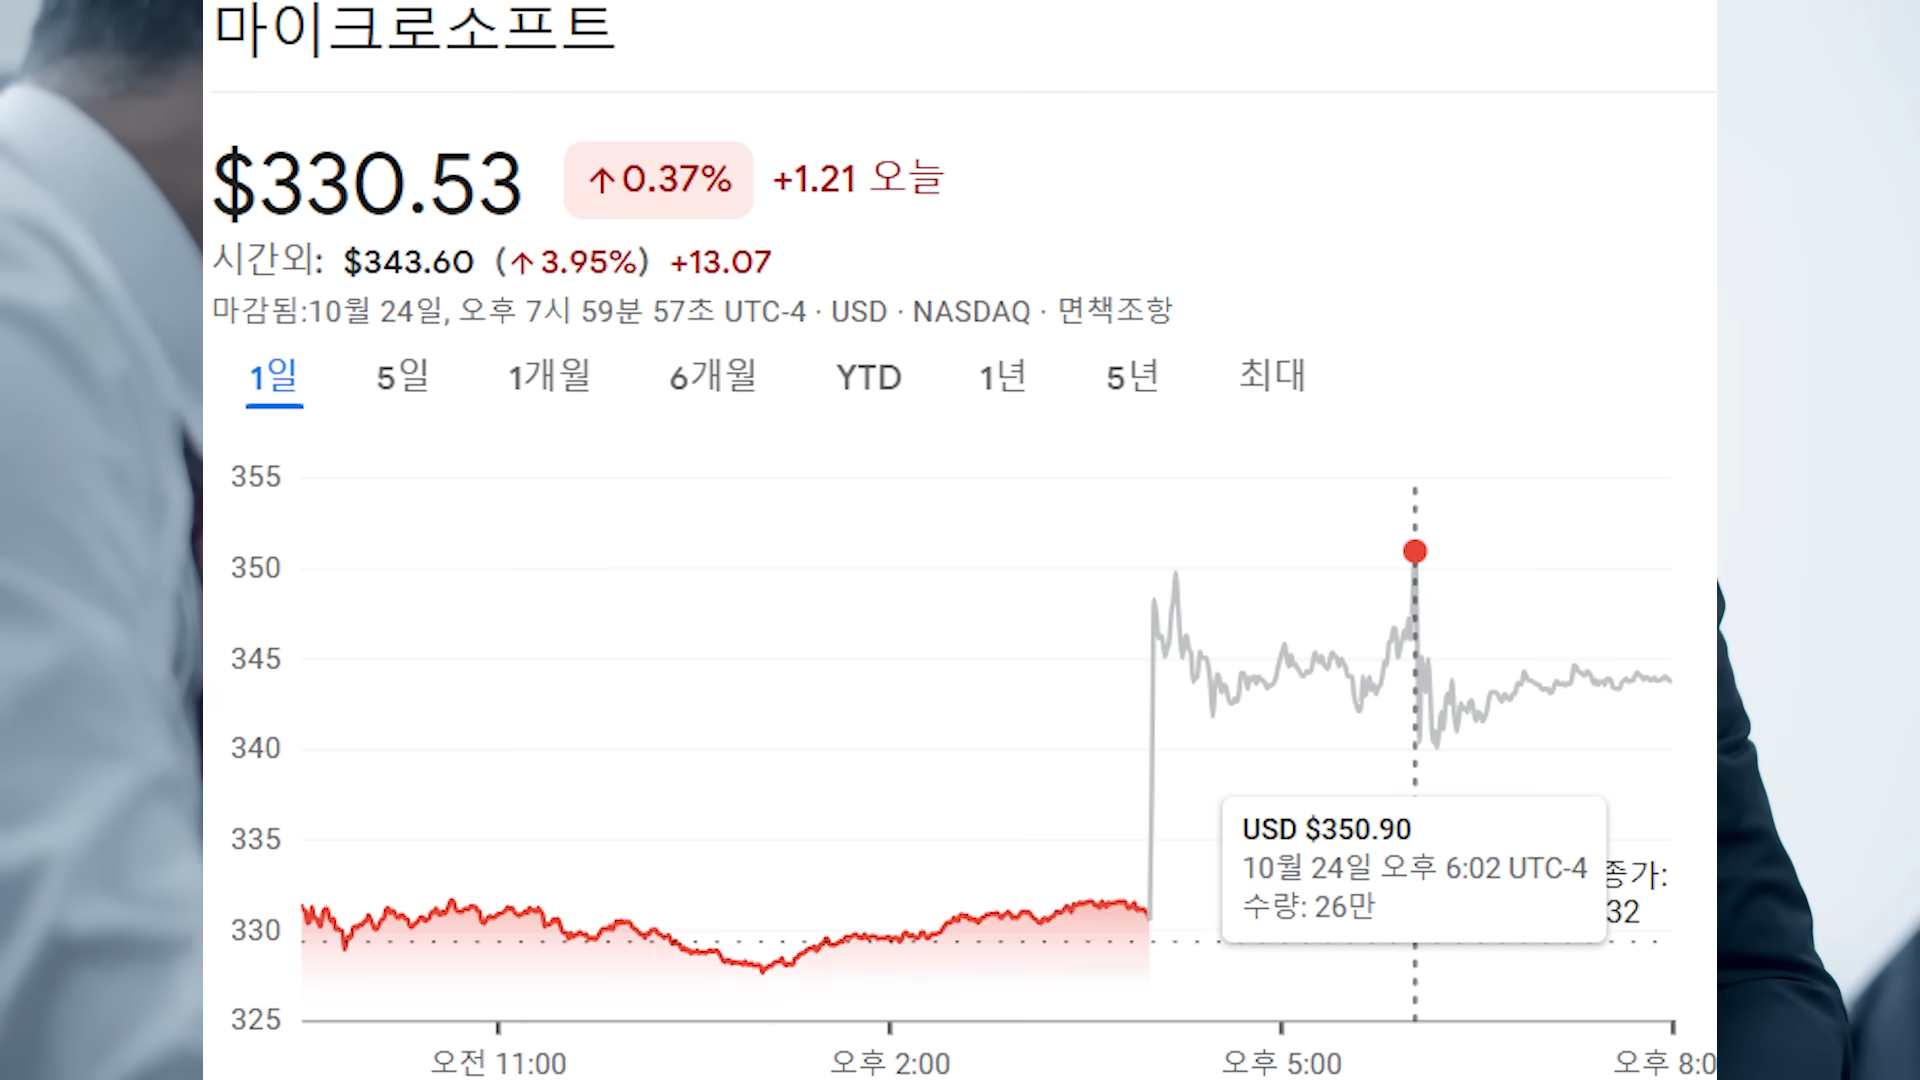 마이크로소프트
$330.53 ↑0.37% +1.21 오늘
시간외: $343.60 (↑3.95%) +13.07
마감됨:10월 24일, 오후 7시 59분 57초 UTC-4 · USD · NASDAQ · 면책조항
1일 5일 1개월 6개월 YTD 1년 5년 최대
355
350
345
340
335
330
325
USD $350.90
10월 24일 오후 6:02 UTC-4
수량: 26만
종가:
32
오전 11:00 오후 2:00 오후 5:00 오후 8:0